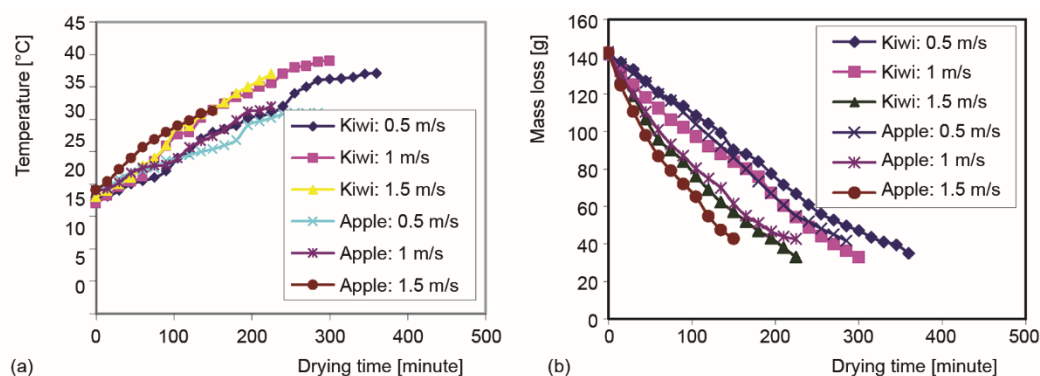 Temperature [°C]
45
40
35
30
25
20
15
10
5
0
Kiwi: 0.5 m/s
Kiwi: 1 m/s
Kiwi: 1.5 m/s
Apple: 0.5 m/s
Apple: 1 m/s
Apple: 1.5 m/s
0 100 200 300 400 500
(a) Drying time [minute]
Mass loss [g]
160
140
120
100
80
60
40
20
0
Kiwi: 0.5 m/s
Kiwi: 1 m/s
Kiwi: 1.5 m/s
Apple: 0.5 m/s
Apple: 1 m/s
Apple: 1.5 m/s
0 100 200 300 400 500
(b) Drying time [minute]